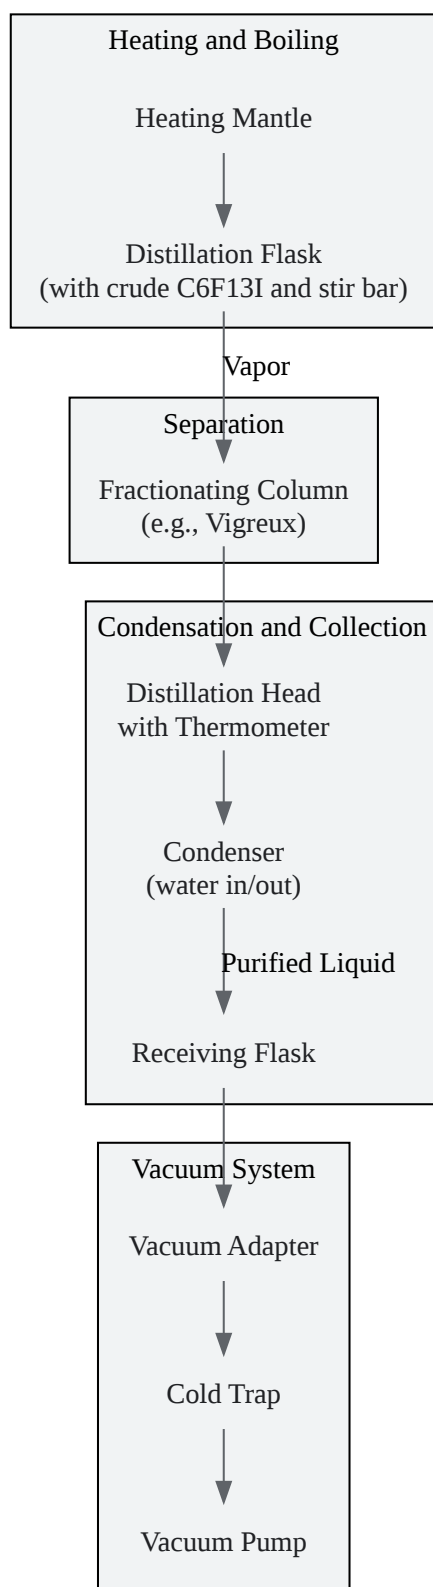 Heating and Boiling
Heating Mantle
Distillation Flask
(with crude C6F13I and stir bar)
Vapor
Separation
Fractionating Column
(e.g., Vigreux)
Condensation and Collection
Distillation Head
with Thermometer
Condenser
(water in/out)
Purified Liquid
Receiving Flask
Vacuum System
Vacuum Adapter
Cold Trap
Vacuum Pump